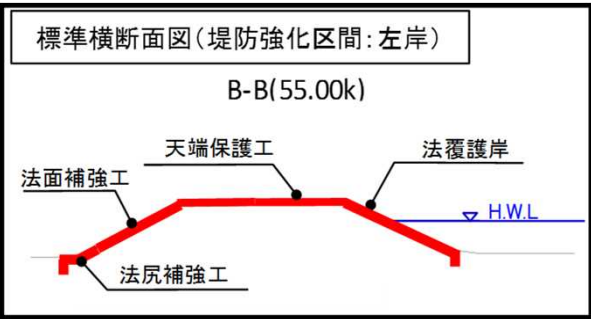 標準横断面図(堤防強化区間:左岸)
B-B(55.00k)
天端保護工
法覆護岸
法面補強工
H.W.L
法尻補強工